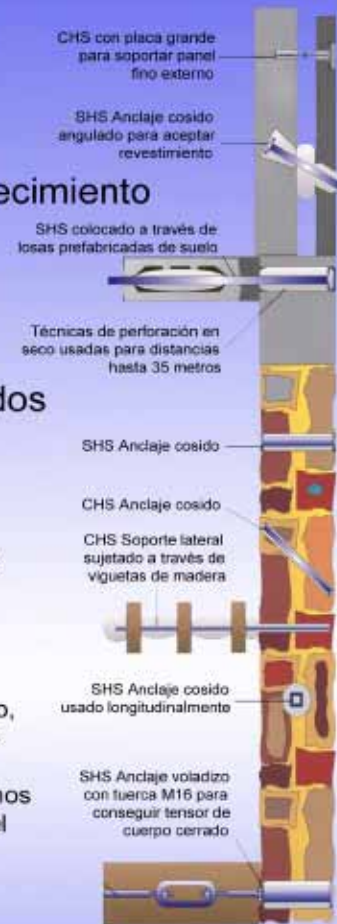 CHS con placa grande
para soportar panel
fino externo
SHS Anclaje cosido
angulado para aceptar
revestimiento
SHS colocado a través de
losas prefabricadas de suelo
Técnicas de perforación en
seco usadas para distancias
hasta 35 metros
SHS Anclaje cosido
CHS Anclaje cosido
CHS Soporte lateral
sujetado a través de
viguetas de madera
SHS Anclaje cosido
usado longitudinalmente
SHS Anclaje voladizo
con tuerca M16 para
conseguir tensor de
cuerpo cerrado